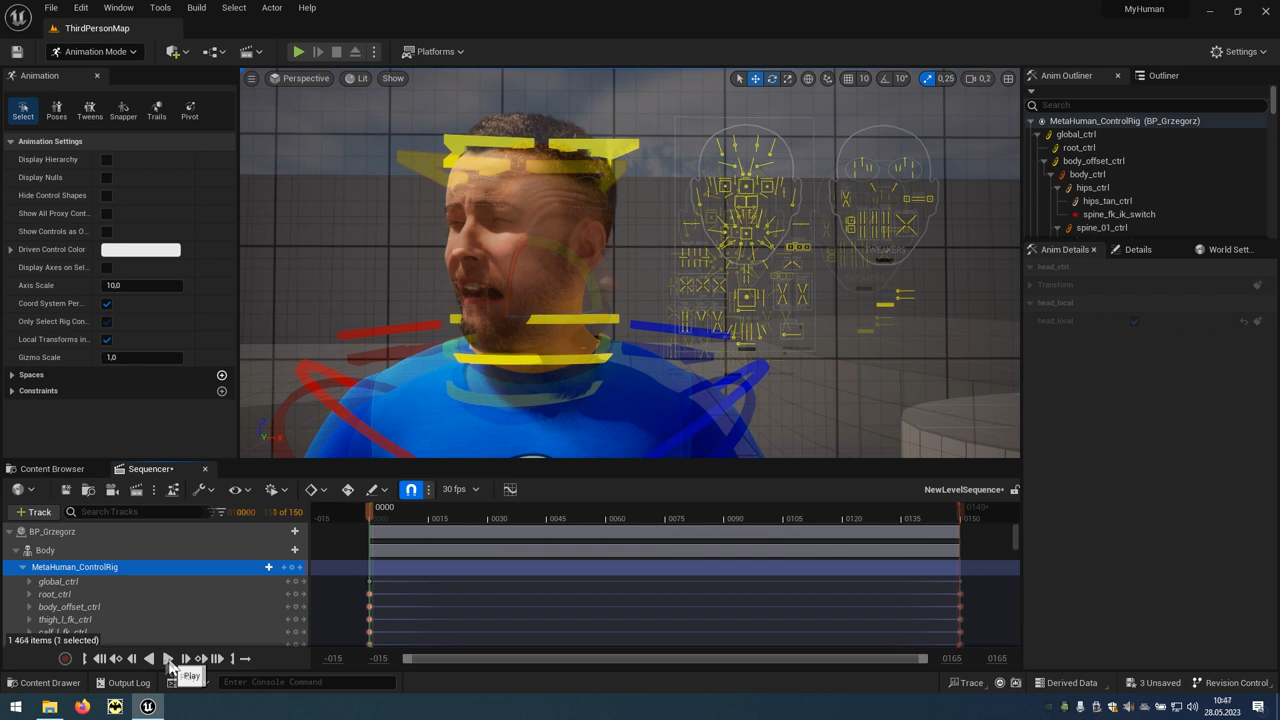 File Edit Window Tools Build Select Actor Help
MyHuman
ThirdPersonMap
Animation Mode
Platforms
Settings
Animation
Perspective
Lit
Show
10
10°
0,25
0,2
Anim Outliner
Outliner
Search
Select
Poses
Tweens
Snapper
Trails
Pivot
MetaHuman_ControlRig (BP_Grzegorz)
global_ctrl
root_ctrl
body_offset_ctrl
body_ctrl
hips_ctrl
hips_tan_ctrl
spine_fk_ik_switch
spine_01_ctrl
Animation Settings
Display Hierarchy
Display Nulls
Hide Control Shapes
Show All Proxy Cont...
Show Controls as O...
Driven Control Color
Display Axes on Sel...
Axis Scale
10,0
Coord System Per...
Only Select Rig Con...
Local Transforms in...
Gizmo Scale
1,0
Spaces
Constraints
TWEAKERS
Anim Details
Details
World Sett...
head_ctrl
Transform
head_local
head_local
Content Browser
Sequencer*
30 fps
NewLevelSequence*
Track
Search Tracks
0000
of 150
-015
0000
0015
0030
0045
0060
0075
0090
0105
0120
0135
0149*
0150
BP_Grzegorz
Body
MetaHuman_ControlRig
global_ctrl
root_ctrl
body_offset_ctrl
thigh_l_fk_ctrl
calf_l_fk_ctrl
1 464 items (1 selected)
Play
-015
-015
0165
0165
Content Drawer
Output Log
Enter Console Command
Trace
Derived Data
3 Unsaved
Revision Control
10:47
28.05.2023